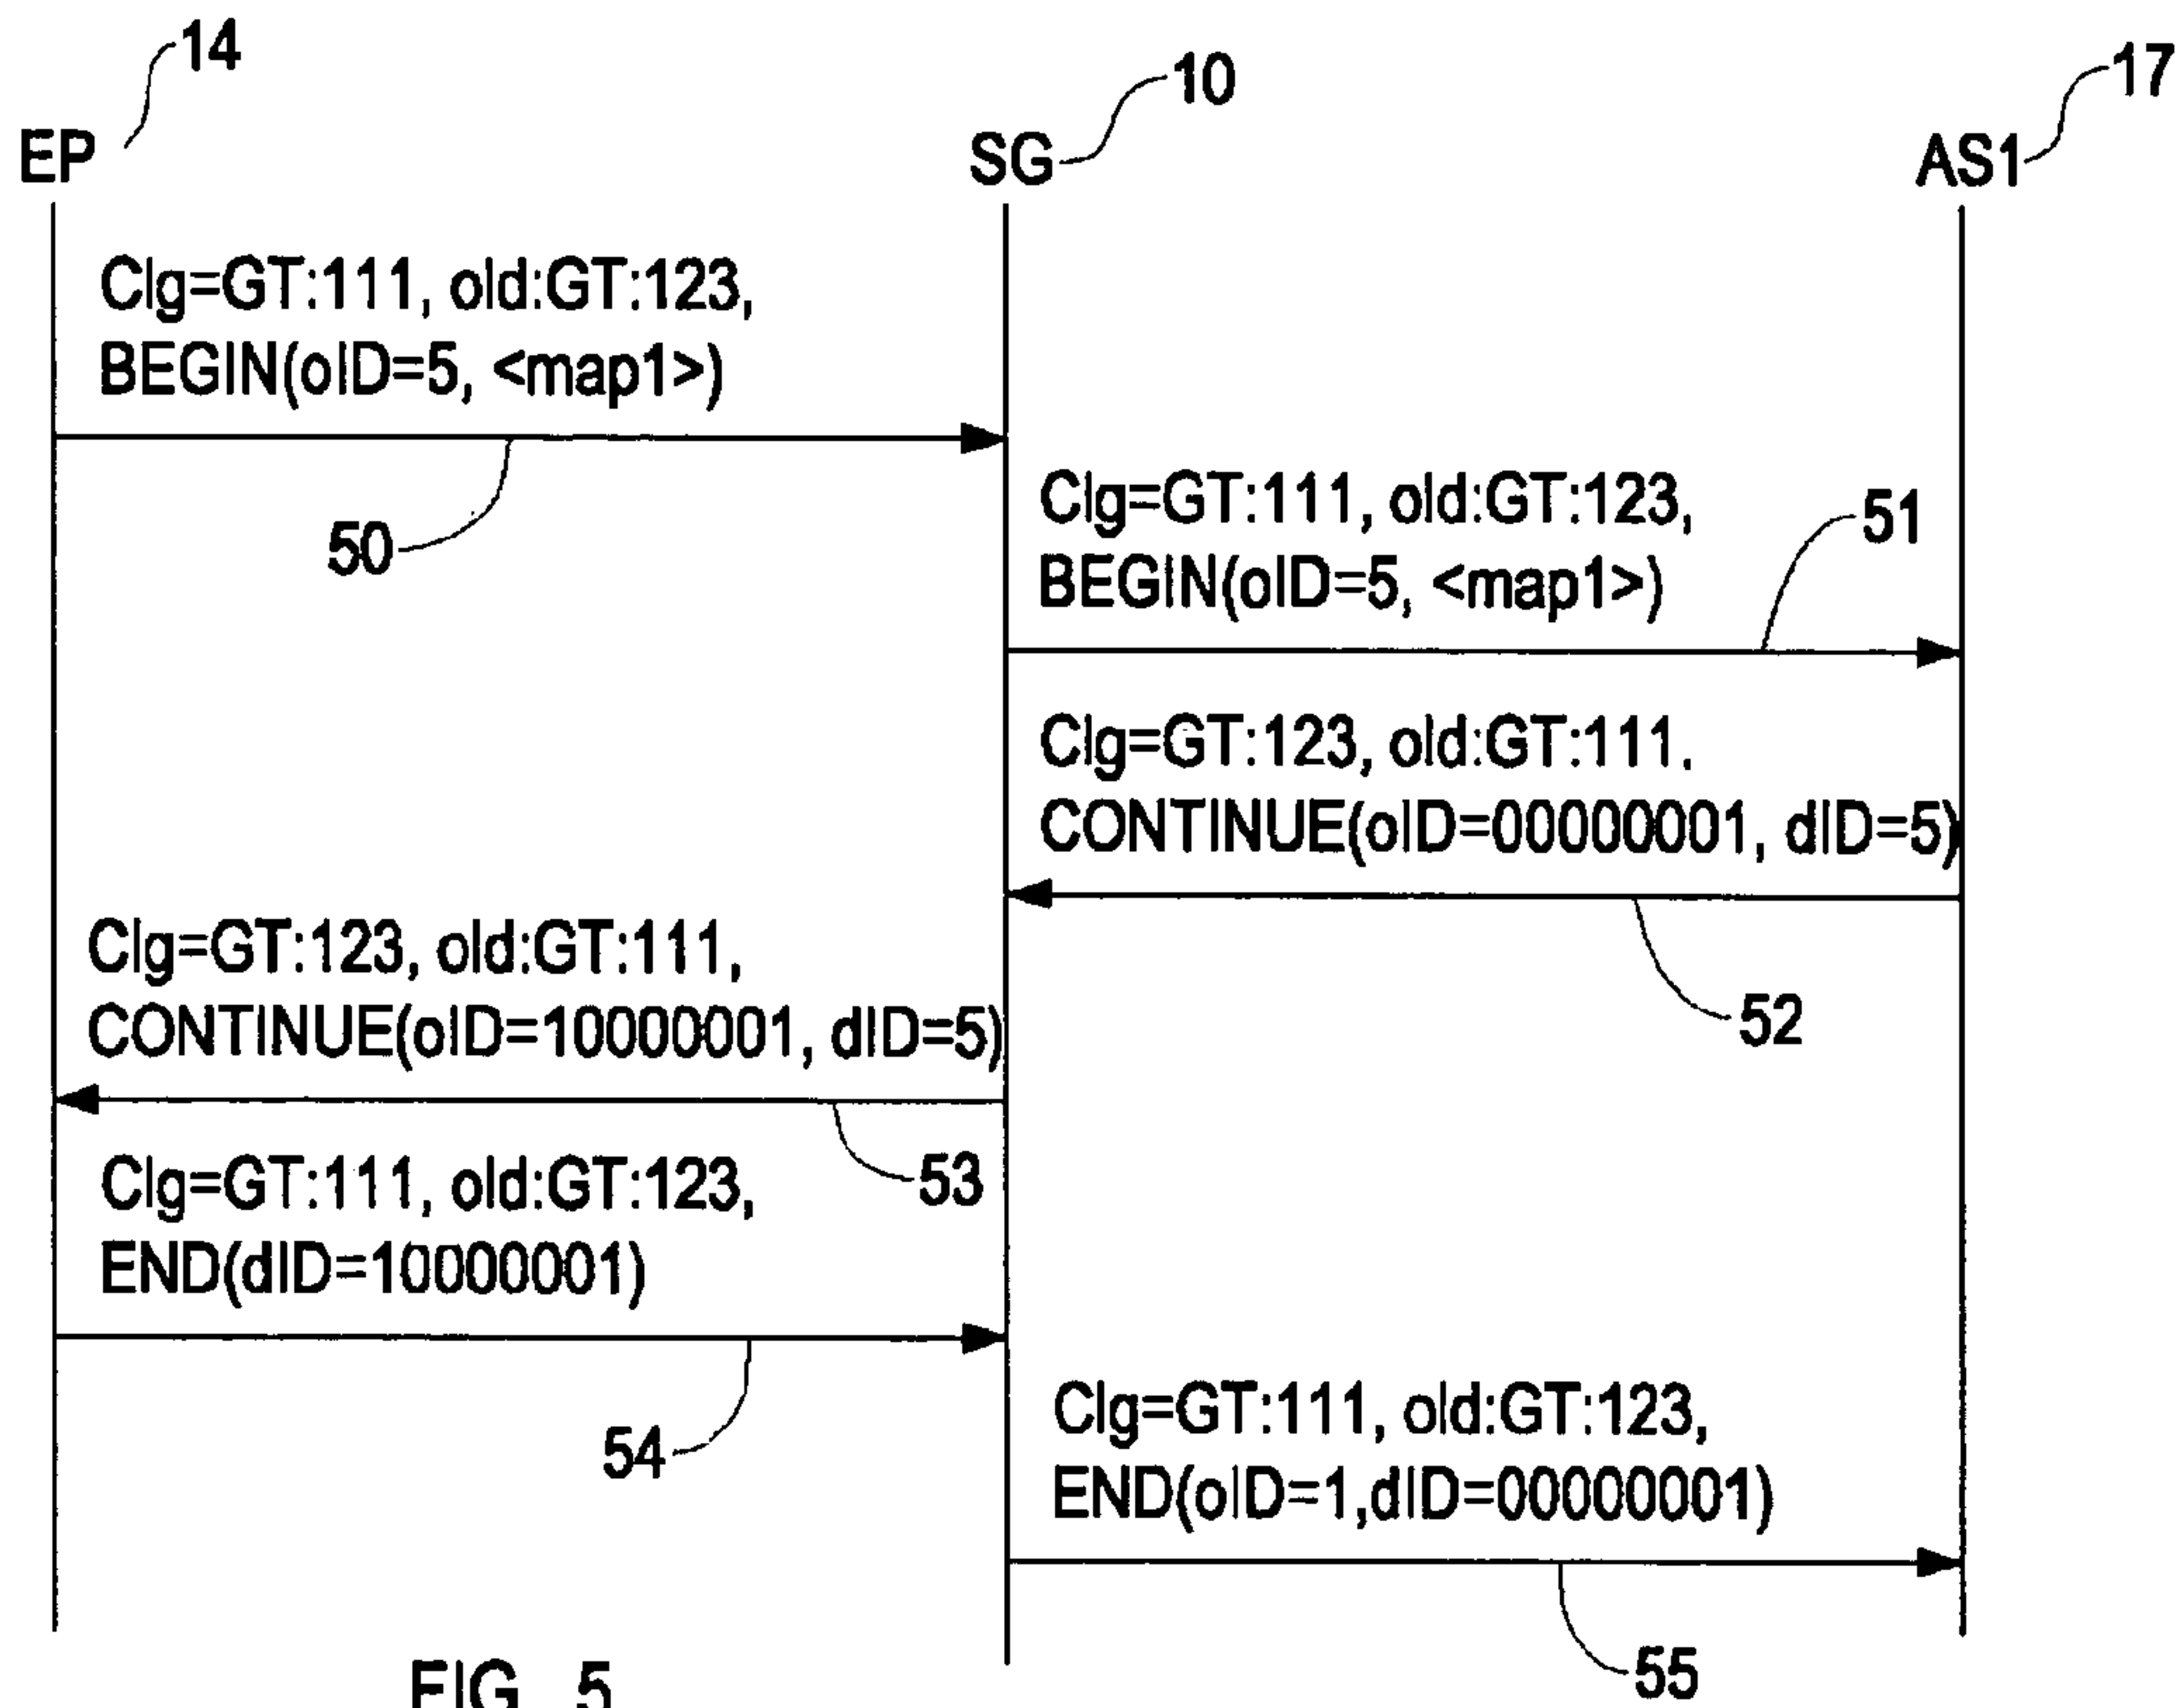 14
10
17
EP
SG
AS1
Clg=GT:111, old:GT:123,
BEGIN(oID=5, <map1>)
50
Clg=GT:111, old:GT:123,
BEGIN(oID=5, <map1>)
51
Clg=GT:123, old:GT:111.
CONTINUE(oID=00000001, dID=5)
52
Clg=GT:123, old:GT:111,
CONTINUE(oID=10000001, dID=5)
53
Clg=GT:111, old:GT:123,
END(dID=10000001)
54
Clg=GT:111, old:GT:123,
END(oID=1,dID=00000001)
55
FIG. 5